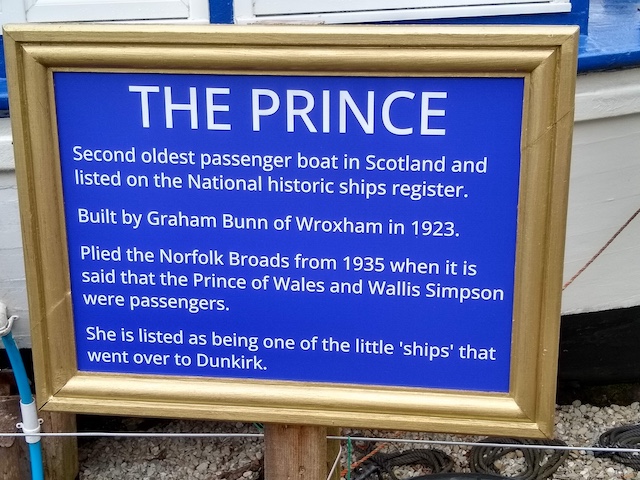 THE PRINCE
Second oldest passenger boat in Scotland and
listed on the National historic ships register.
Built by Graham Bunn of Wroxham in 1923.
Plied the Norfolk Broads from 1935 when it is
said that the Prince of Wales and Wallis Simpson
were passengers.
She is listed as being one of the little 'ships' that
went over to Dunkirk.